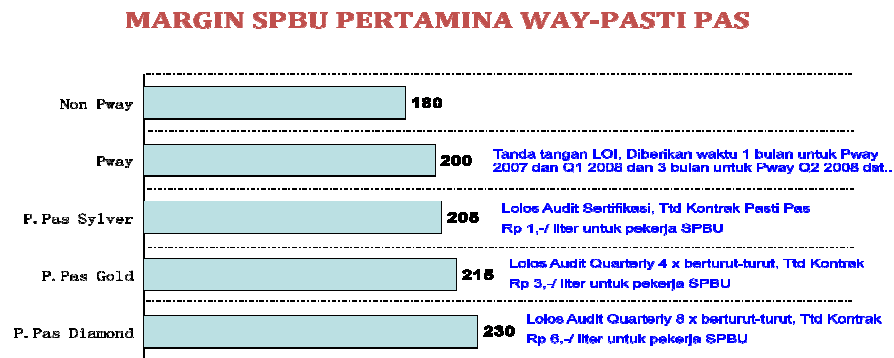 MARGIN SPBU PERTAMINA WAY-PASTI PAS
Non Pway 180
Pway 200 Tanda tangan LOI, Diberikan waktu 1 bulan untuk Pway
2007 dan Q1 2008 dan 3 bulan untuk Pway Q2 2008 dst..
P.Pas Sylver 205 Lolos Audit Sertifikasi, Ttd Kontrak Pasti Pas
Rp 1,-/ liter untuk pekerja SPBU
P.Pas Gold 215 Lolos Audit Quarterly 4 x berturut-turut, Ttd Kontrak
Rp 3,-/ liter untuk pekerja SPBU
P.Pas Diamond 230 Lolos Audit Quarterly 8 x berturut-turut, Ttd Kontrak
Rp 6,-/ liter untuk pekerja SPBU